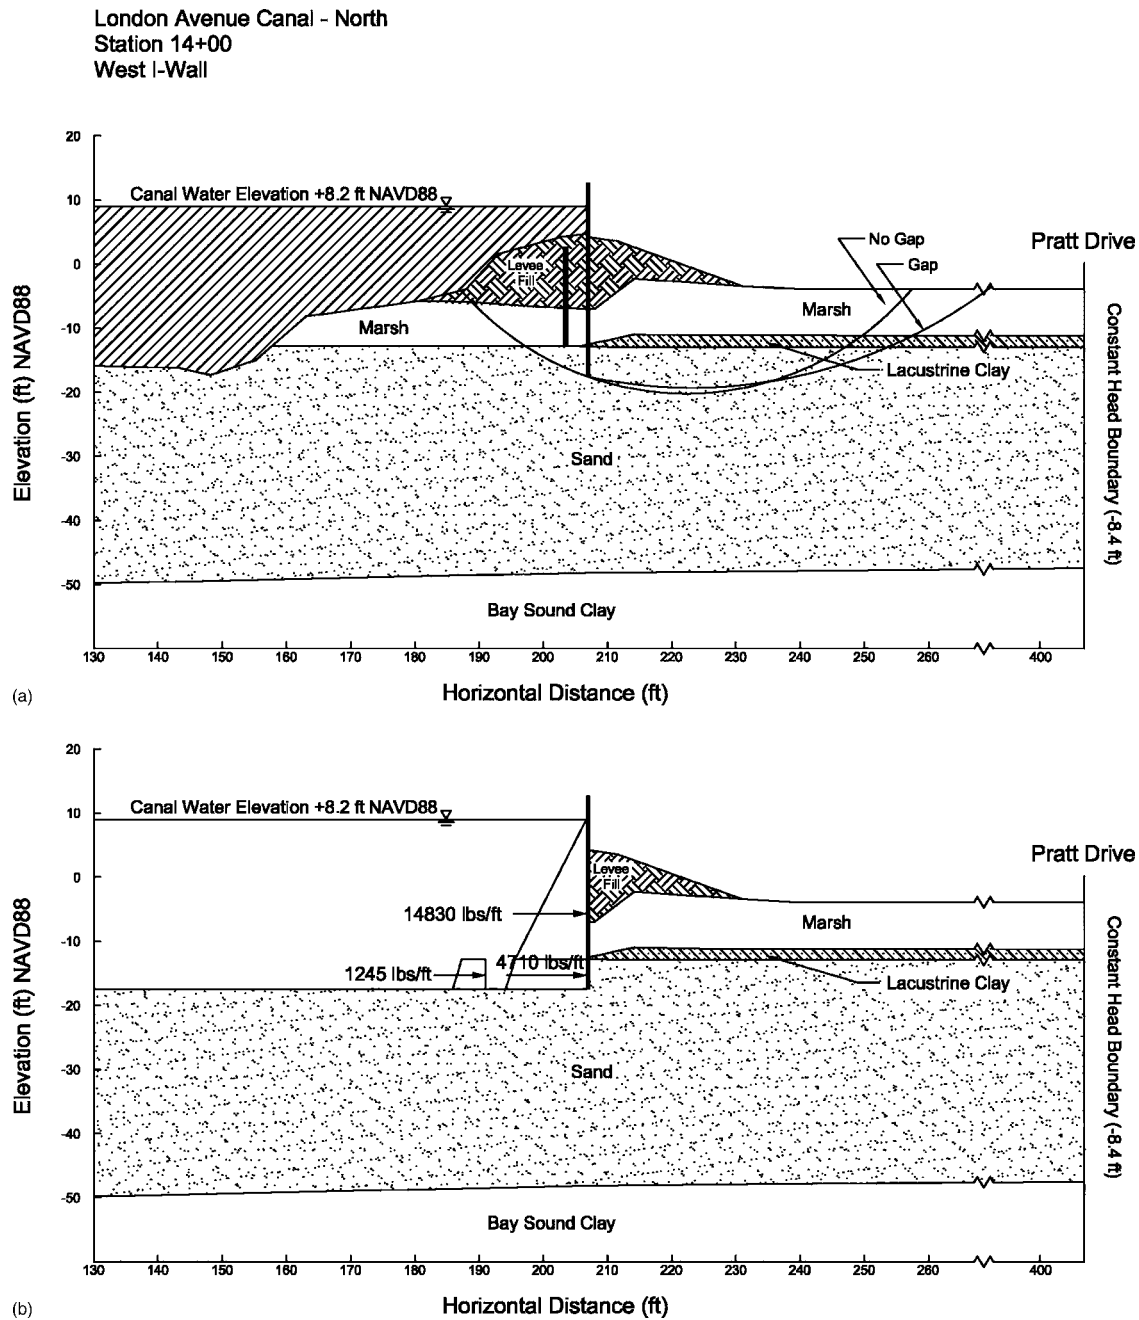 London Avenue Canal - North
Station 14+00
West I-Wall
20
10
0
-10
-20
-30
-40
-50
Elevation (ft) NAVD88
Canal Water Elevation +8.2 ft NAVD88
Levee
Fill
Marsh
No Gap
Gap
Pratt Drive
Marsh
Lacustrine Clay
Sand
Bay Sound Clay
Constant Head Boundary (-8.4 ft)
130 140 150 160 170 180 190 200 210 220 230 240 250 260 400
Horizontal Distance (ft)
(a)
20
10
0
-10
-20
-30
-40
-50
Elevation (ft) NAVD88
Canal Water Elevation +8.2 ft NAVD88
Levee
Fill
Pratt Drive
14830 lbs/ft
Marsh
1245 lbs/ft
4710 lbs/ft
Lacustrine Clay
Sand
Bay Sound Clay
Constant Head Boundary (-8.4 ft)
130 140 150 160 170 180 190 200 210 220 230 240 250 260 400
Horizontal Distance (ft)
(b)